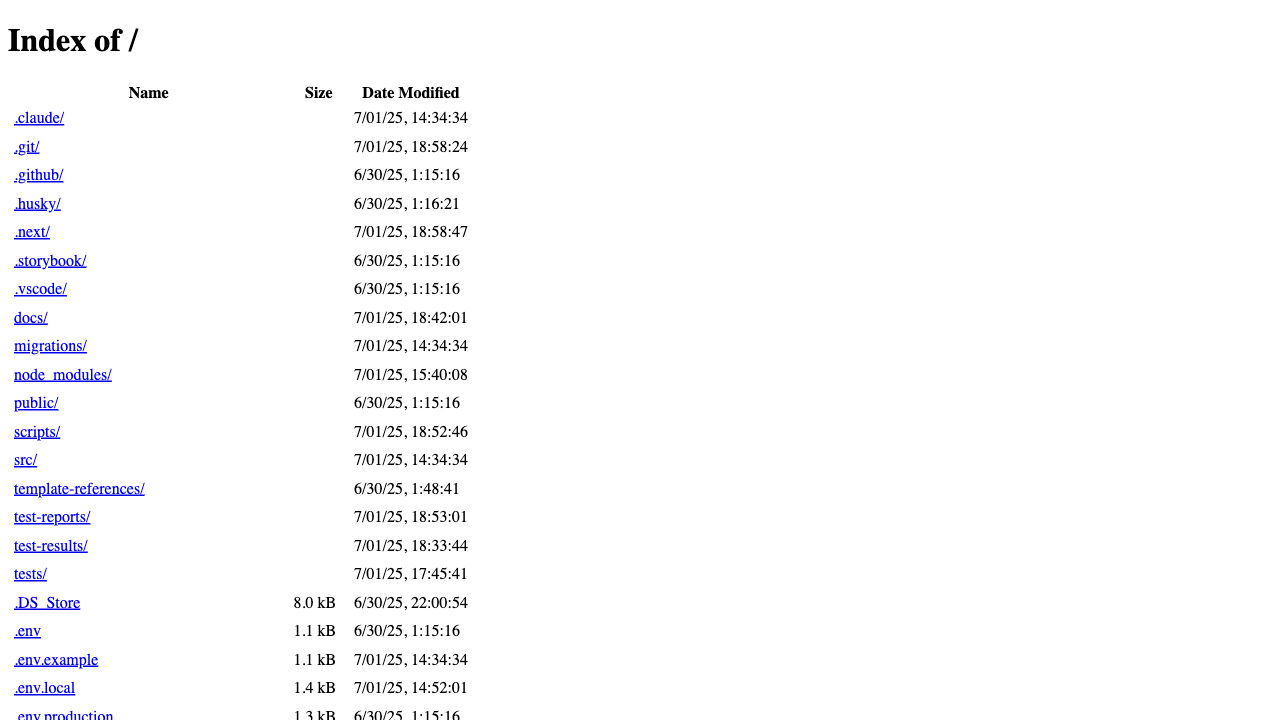 Index of /
Name Size Date Modified
.claude/ 7/01/25, 14:34:34
.git/ 7/01/25, 18:58:24
.github/ 6/30/25, 1:15:16
.husky/ 6/30/25, 1:16:21
.next/ 7/01/25, 18:58:47
.storybook/ 6/30/25, 1:15:16
.vscode/ 6/30/25, 1:15:16
docs/ 7/01/25, 18:42:01
migrations/ 7/01/25, 14:34:34
node_modules/ 7/01/25, 15:40:08
public/ 6/30/25, 1:15:16
scripts/ 7/01/25, 18:52:46
src/ 7/01/25, 14:34:34
template-references/ 6/30/25, 1:48:41
test-reports/ 7/01/25, 18:53:01
test-results/ 7/01/25, 18:33:44
tests/ 7/01/25, 17:45:41
.DS_Store 8.0 kB 6/30/25, 22:00:54
.env 1.1 kB 6/30/25, 1:15:16
.env.example 1.1 kB 7/01/25, 14:34:34
.env.local 1.4 kB 7/01/25, 14:52:01
.env.production 1.3 kB 6/30/25, 1:15:16